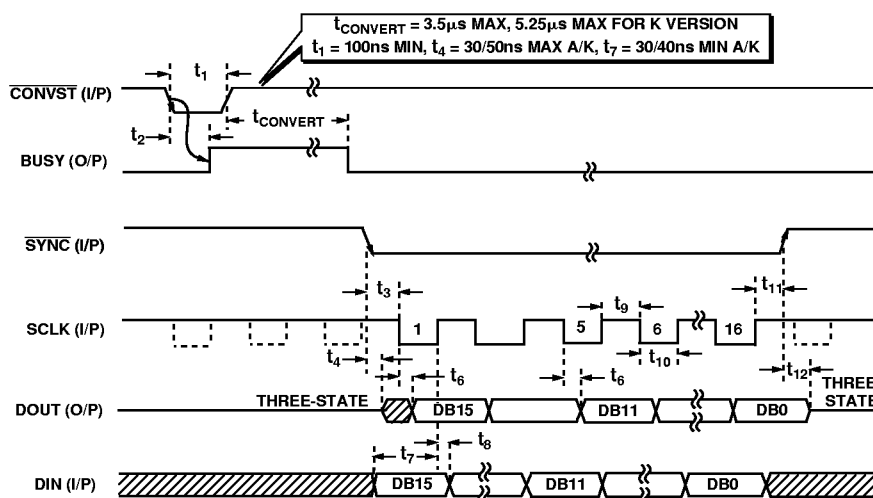 tCONVERT = 3.5μs MAX, 5.25μs MAX FOR K VERSION
t1 = 100ns MIN, t4 = 30/50ns MAX A/K, t7 = 30/40ns MIN A/K
t1
CONVST (I/P)
t2
tCONVERT
BUSY (O/P)
SYNC (I/P)
t3
t9
t11
SCLK (I/P)
1
5
6
16
t4
t6
t6
t10
t12
THREE-STATE
THREE-
STATE
DOUT (O/P)
DB15
DB11
DB0
t7
t8
DIN (I/P)
DB15
DB11
DB0